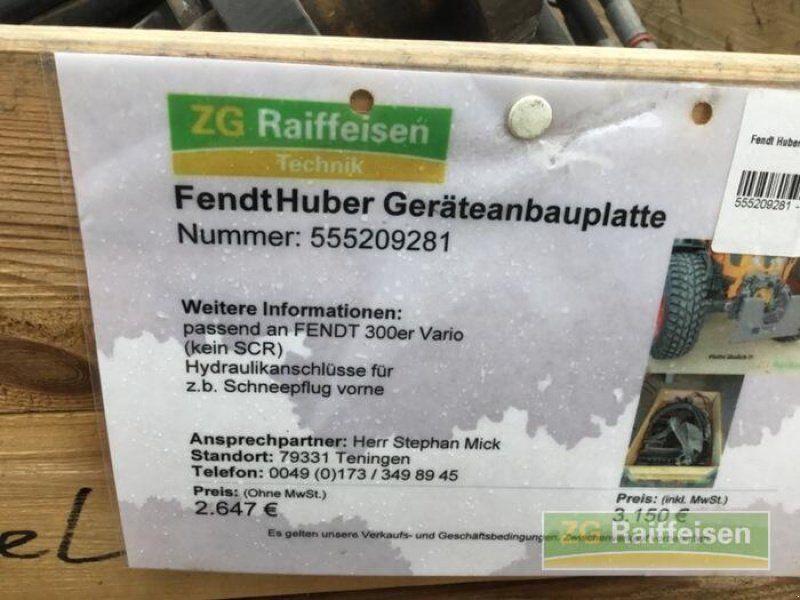 ZG Raiffeisen
Technik
FendtHuber Geräteanbauplatte
Nummer: 555209281
Fendt Huber
555209281 -
Weitere Informationen:
passend an FENDT 300er Vario
(kein SCR)
Hydraulikanschlüsse für
z.b. Schneepflug vorne
Ansprechpartner: Herr Stephan Mick
Standort: 79331 Teningen
Telefon: 0049 (0)173 / 349 89 45
Preis: (Ohne MwSt.)
2.647 €
Preis: (inkl. MwSt.)
3.150 €
Es gelten unsere Verkaufs- und Geschäftsbedingungen.
ZG Raiffeisen
eL